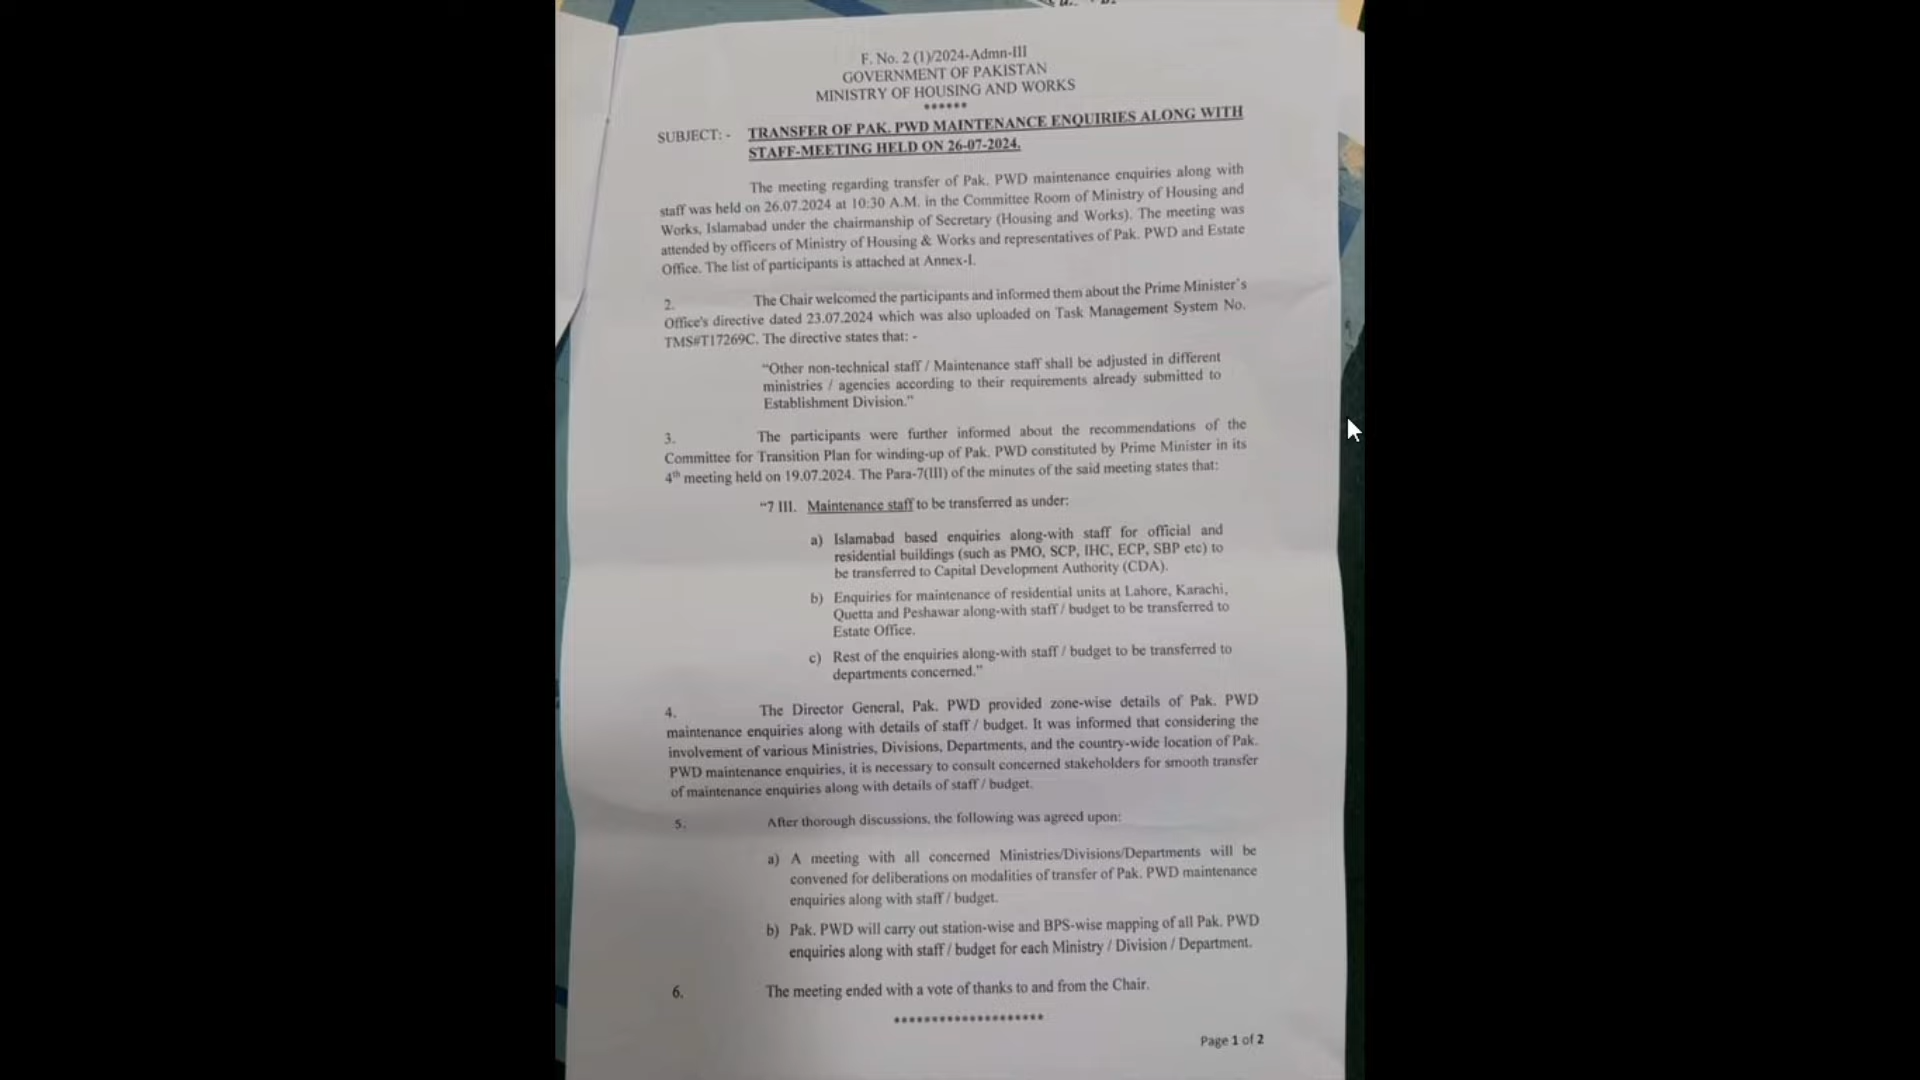 F. No. 2 (1)/2024-Admn-III
GOVERNMENT OF PAKISTAN
MINISTRY OF HOUSING AND WORKS
******
SUBJECT: - TRANSFER OF PAK. PWD MAINTENANCE ENQUIRIES ALONG WITH
STAFF-MEETING HELD ON 26-07-2024.
The meeting regarding transfer of Pak. PWD maintenance enquiries along with
staff was held on 26.07.2024 at 10:30 A.M. in the Committee Room of Ministry of Housing and
Works, Islamabad under the chairmanship of Secretary (Housing and Works). The meeting was
attended by officers of Ministry of Housing & Works and representatives of Pak. PWD and Estate
Office. The list of participants is attached at Annex-I.
2. The Chair welcomed the participants and informed them about the Prime Minister's
Office's directive dated 23.07.2024 which was also uploaded on Task Management System No.
TMS#T17269C. The directive states that: -
"Other non-technical staff / Maintenance staff shall be adjusted in different
ministries / agencies according to their requirements already submitted to
Establishment Division."
3. The participants were further informed about the recommendations of the
Committee for Transition Plan for winding-up of Pak. PWD constituted by Prime Minister in its
4th meeting held on 19.07.2024. The Para-7(III) of the minutes of the said meeting states that:
"7 III. Maintenance staff to be transferred as under:
a) Islamabad based enquiries along-with staff for official and
residential buildings (such as PMO, SCP, IHC, ECP, SBP etc) to
be transferred to Capital Development Authority (CDA).
b) Enquiries for maintenance of residential units at Lahore, Karachi,
Quetta and Peshawar along-with staff / budget to be transferred to
Estate Office.
c) Rest of the enquiries along-with staff / budget to be transferred to
departments concerned."
4. The Director General, Pak. PWD provided zone-wise details of Pak. PWD
maintenance enquiries along with details of staff / budget. It was informed that considering the
involvement of various Ministries, Divisions, Departments, and the country-wide location of Pak.
PWD maintenance enquiries, it is necessary to consult concerned stakeholders for smooth transfer
of maintenance enquiries along with details of staff / budget.
5. After thorough discussions, the following was agreed upon:
a) A meeting with all concerned Ministries/Divisions/Departments will be
convened for deliberations on modalities of transfer of Pak. PWD maintenance
enquiries along with staff / budget.
b) Pak. PWD will carry out station-wise and BPS-wise mapping of all Pak. PWD
enquiries along with staff / budget for each Ministry / Division / Department.
6. The meeting ended with a vote of thanks to and from the Chair.
********************
Page 1 of 2